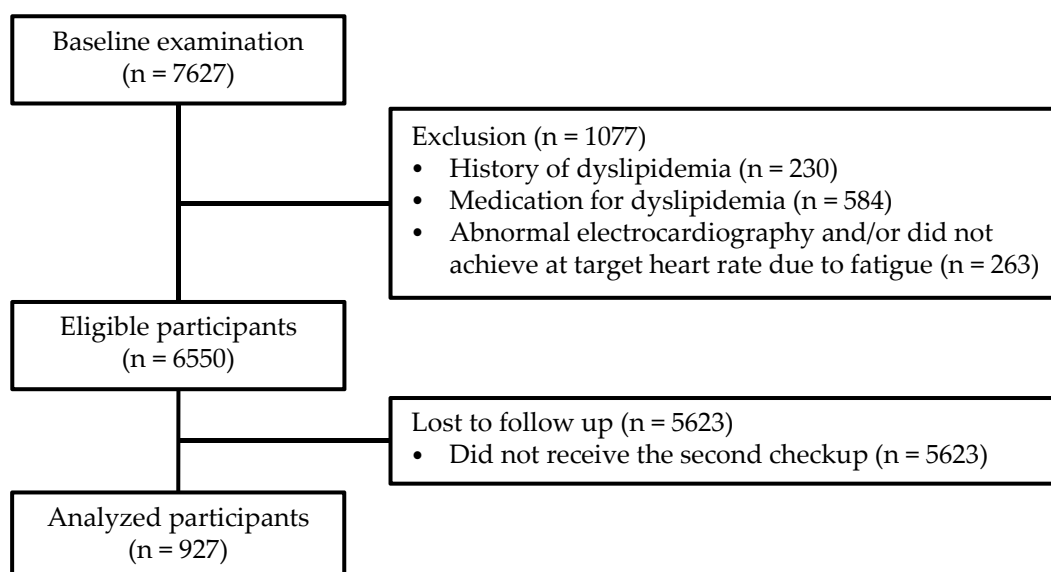 Baseline examination
(n = 7627)
Exclusion (n = 1077)
• History of dyslipidemia (n = 230)
• Medication for dyslipidemia (n = 584)
• Abnormal electrocardiography and/or did not
achieve at target heart rate due to fatigue (n = 263)
Eligible participants
(n = 6550)
Lost to follow up (n = 5623)
• Did not receive the second checkup (n = 5623)
Analyzed participants
(n = 927)